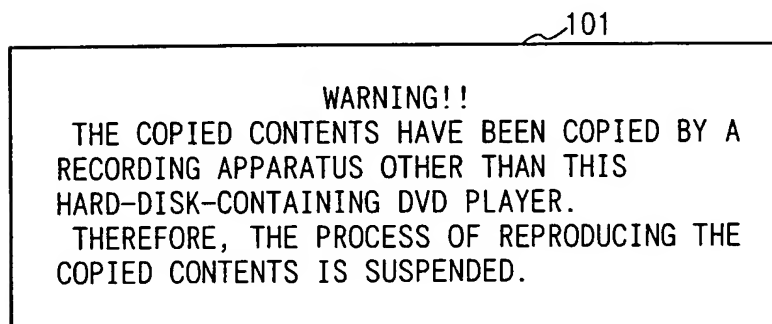 101
WARNING!!
THE COPIED CONTENTS HAVE BEEN COPIED BY A
RECORDING APPARATUS OTHER THAN THIS
HARD-DISK-CONTAINING DVD PLAYER.
THEREFORE, THE PROCESS OF REPRODUCING THE
COPIED CONTENTS IS SUSPENDED.